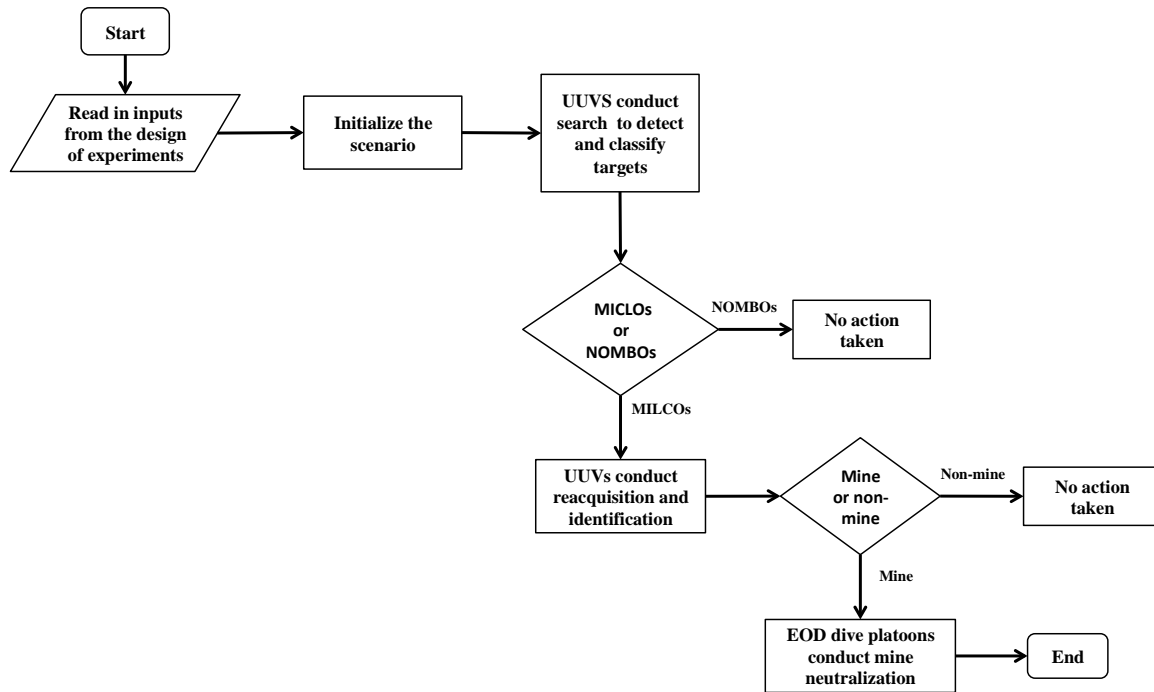 Start
Read in inputs
from the design
of experiments
Initialize the
scenario
UUVS conduct
search to detect
and classify
targets
MICLOs
or
NOMBOs
NOMBOs
No action
taken
MILCOs
UUVs conduct
reacquisition and
identification
Mine
or non-
mine
Non-mine
No action
taken
Mine
EOD dive platoons
conduct mine
neutralization
End